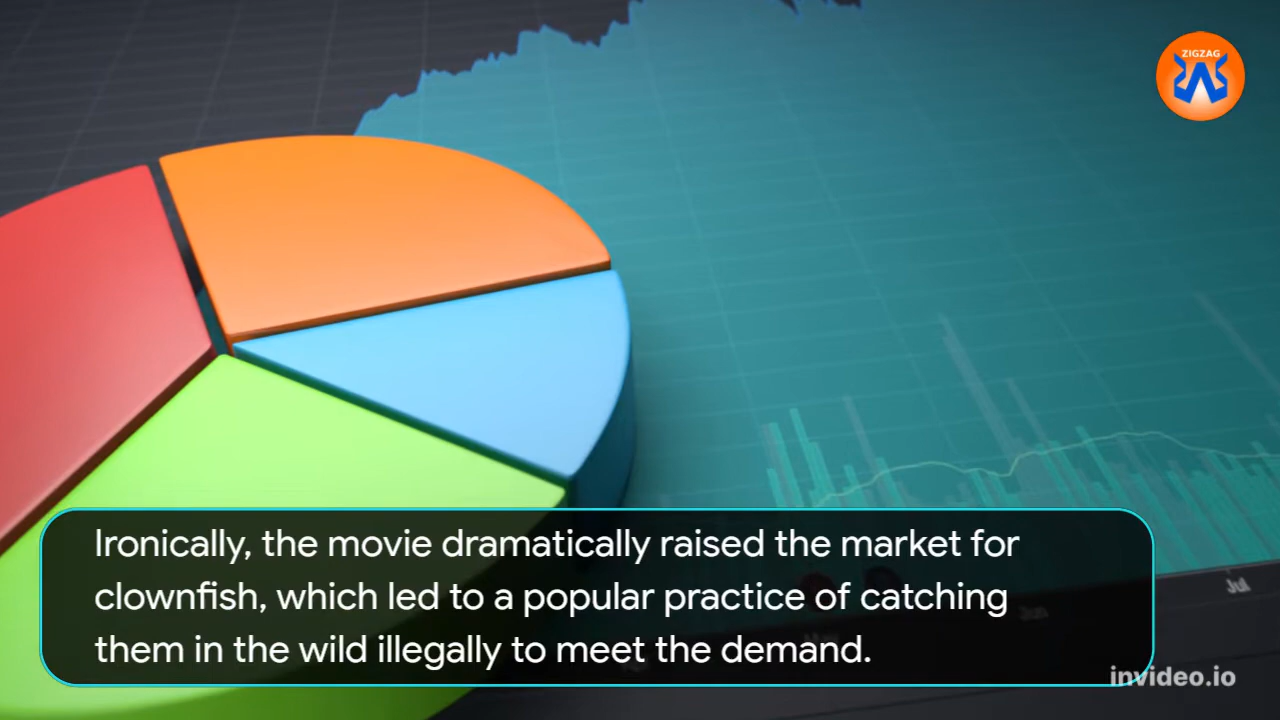 ZIGZAG
Ironically, the movie dramatically raised the market for
clownfish, which led to a popular practice of catching
them in the wild illegally to meet the demand.
Jul
invideo.io